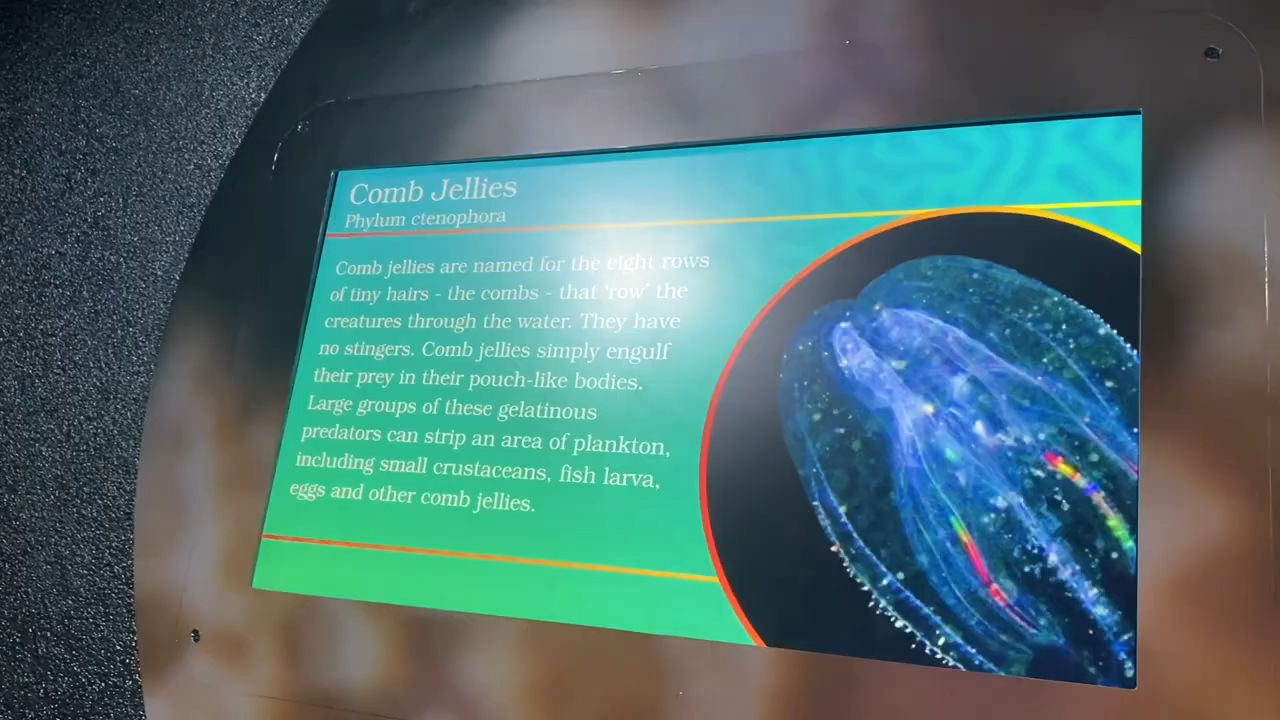 Comb Jellies
Phylum ctenophora
Comb jellies are named for the eight rows
of tiny hairs - the combs - that ‘row’ the
creatures through the water. They have
no stingers. Comb jellies simply engulf
their prey in their pouch-like bodies.
Large groups of these gelatinous
predators can strip an area of plankton,
including small crustaceans, fish larva,
eggs and other comb jellies.